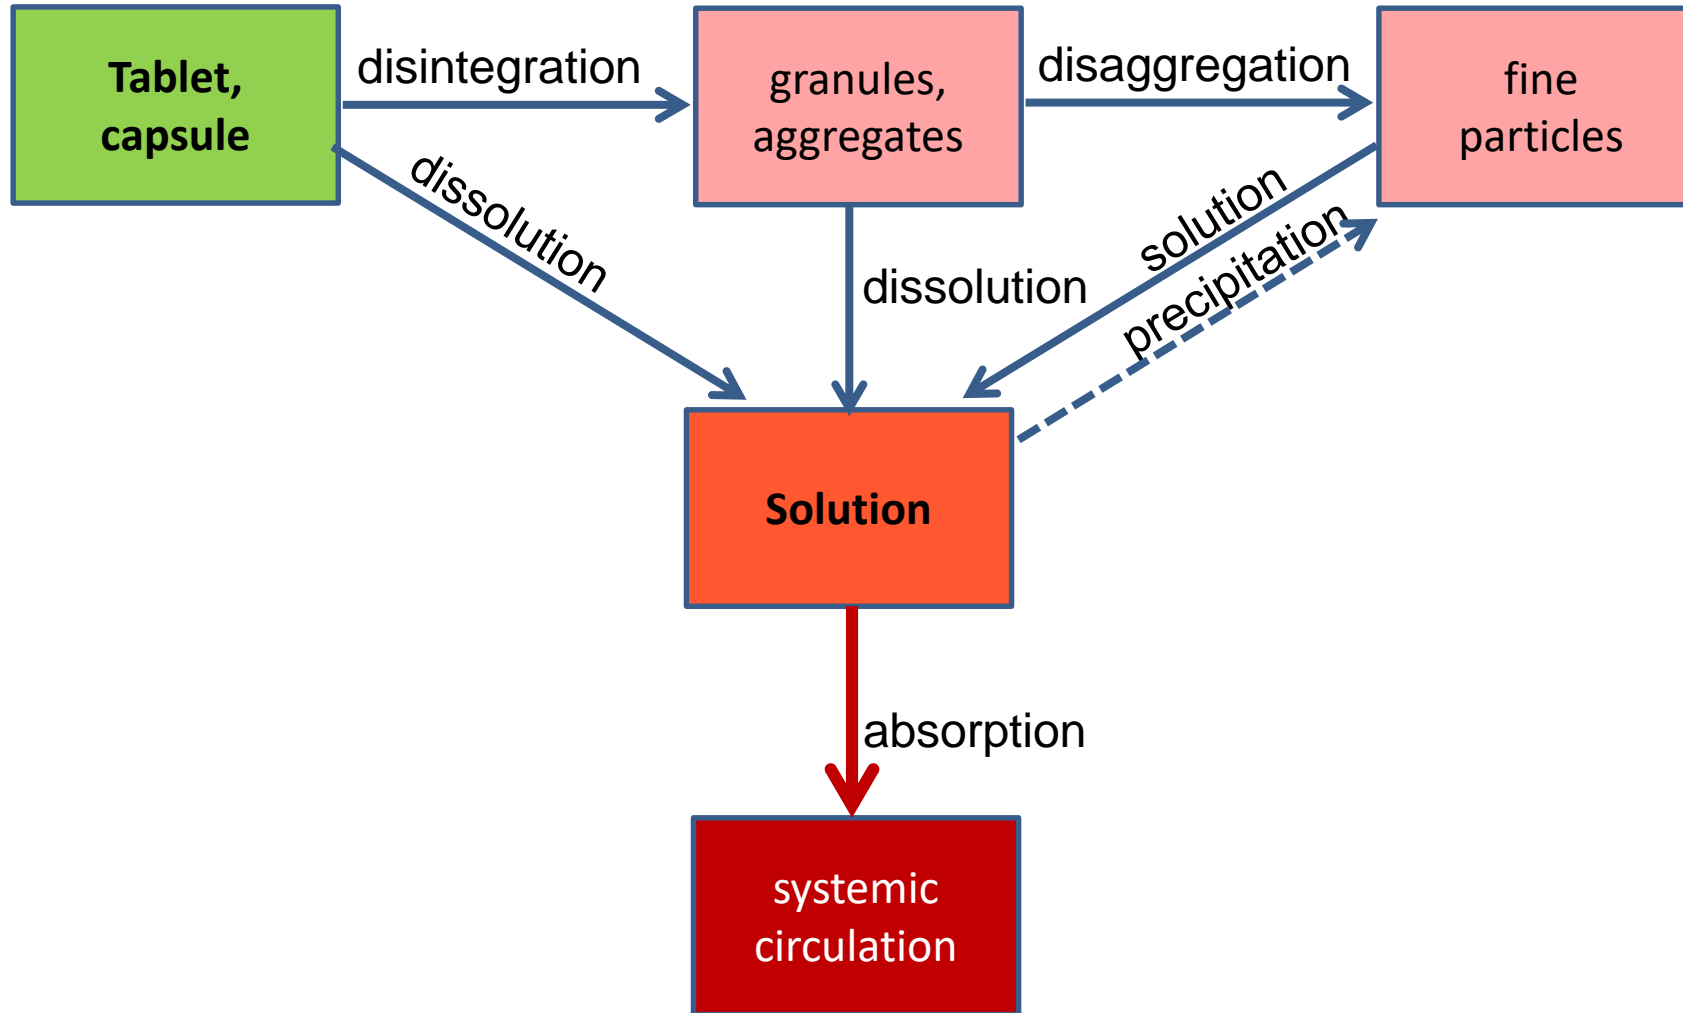 Tablet,
capsule
disintegration
granules,
aggregates
disaggregation
fine
particles
dissolution
dissolution
solution
precipitation
Solution
absorption
systemic
circulation